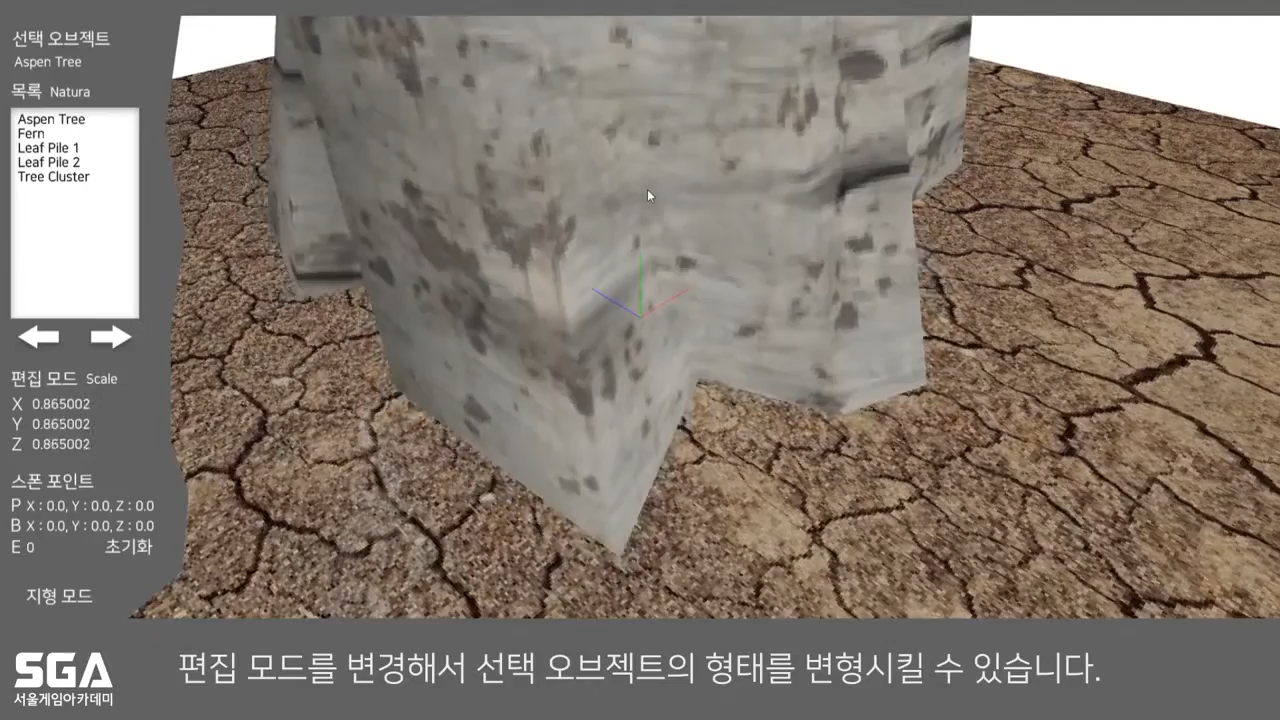 선택 오브젝트
Aspen Tree
목록 Natura
Aspen Tree
Fern
Leaf Pile 1
Leaf Pile 2
Tree Cluster
편집 모드 Scale
X 0.865002
Y 0.865002
Z 0.865002
스폰 포인트
P X : 0.0, Y : 0.0, Z : 0.0
B X : 0.0, Y : 0.0, Z : 0.0
E 0 초기화
지형 모드
SGA
서울게임아카데미
편집 모드를 변경해서 선택 오브젝트의 형태를 변형시킬 수 있습니다.